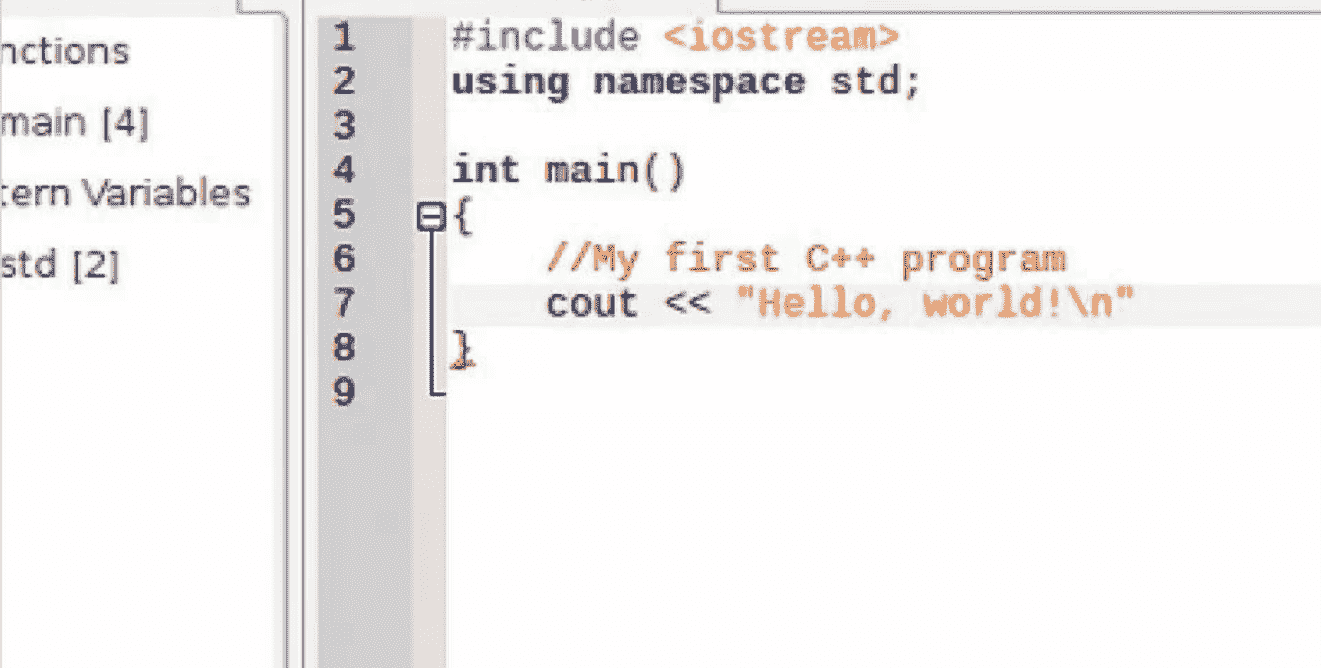 nctions
main [4]
tern Variables
std [2]
1 #include <iostream>
2 using namespace std;
3
4 int main()
5 {
6     //My first C++ program
7     cout << "Hello, world!\n"
8 }
9